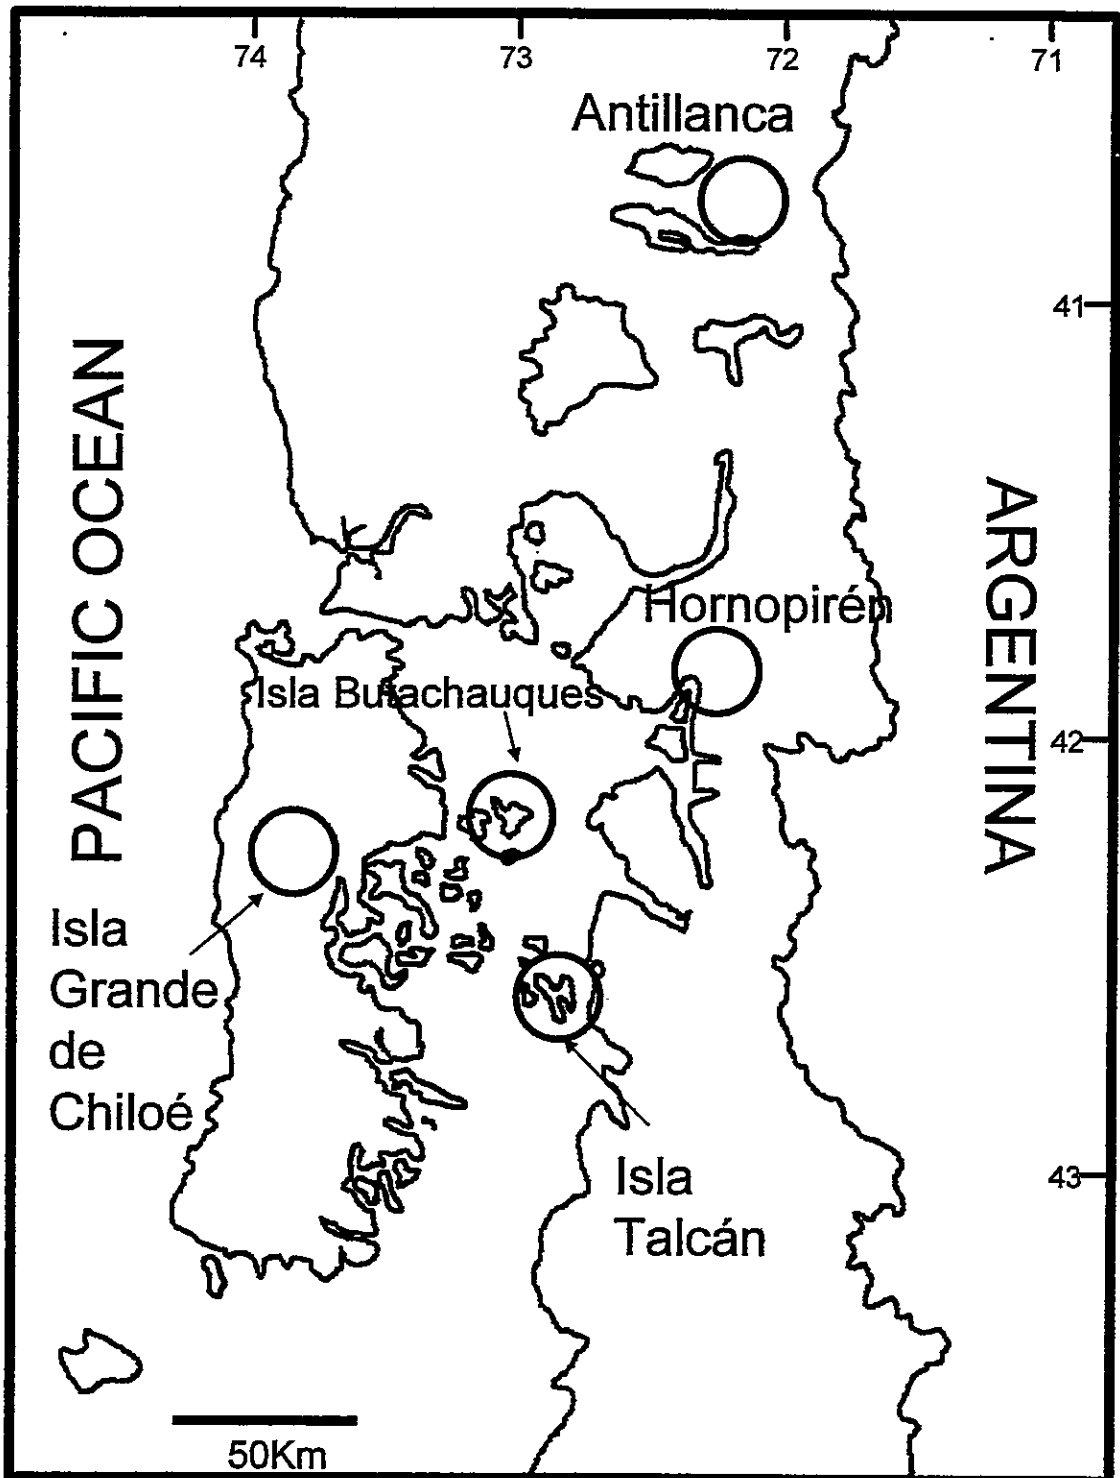 74
73
72
71
Antillanca
41
PACIFIC OCEAN
ARGENTINA
Hornopirén
Isla Butachauques
42
Isla
Grande
de
Chiloé
Isla
Talcán
43
50Km